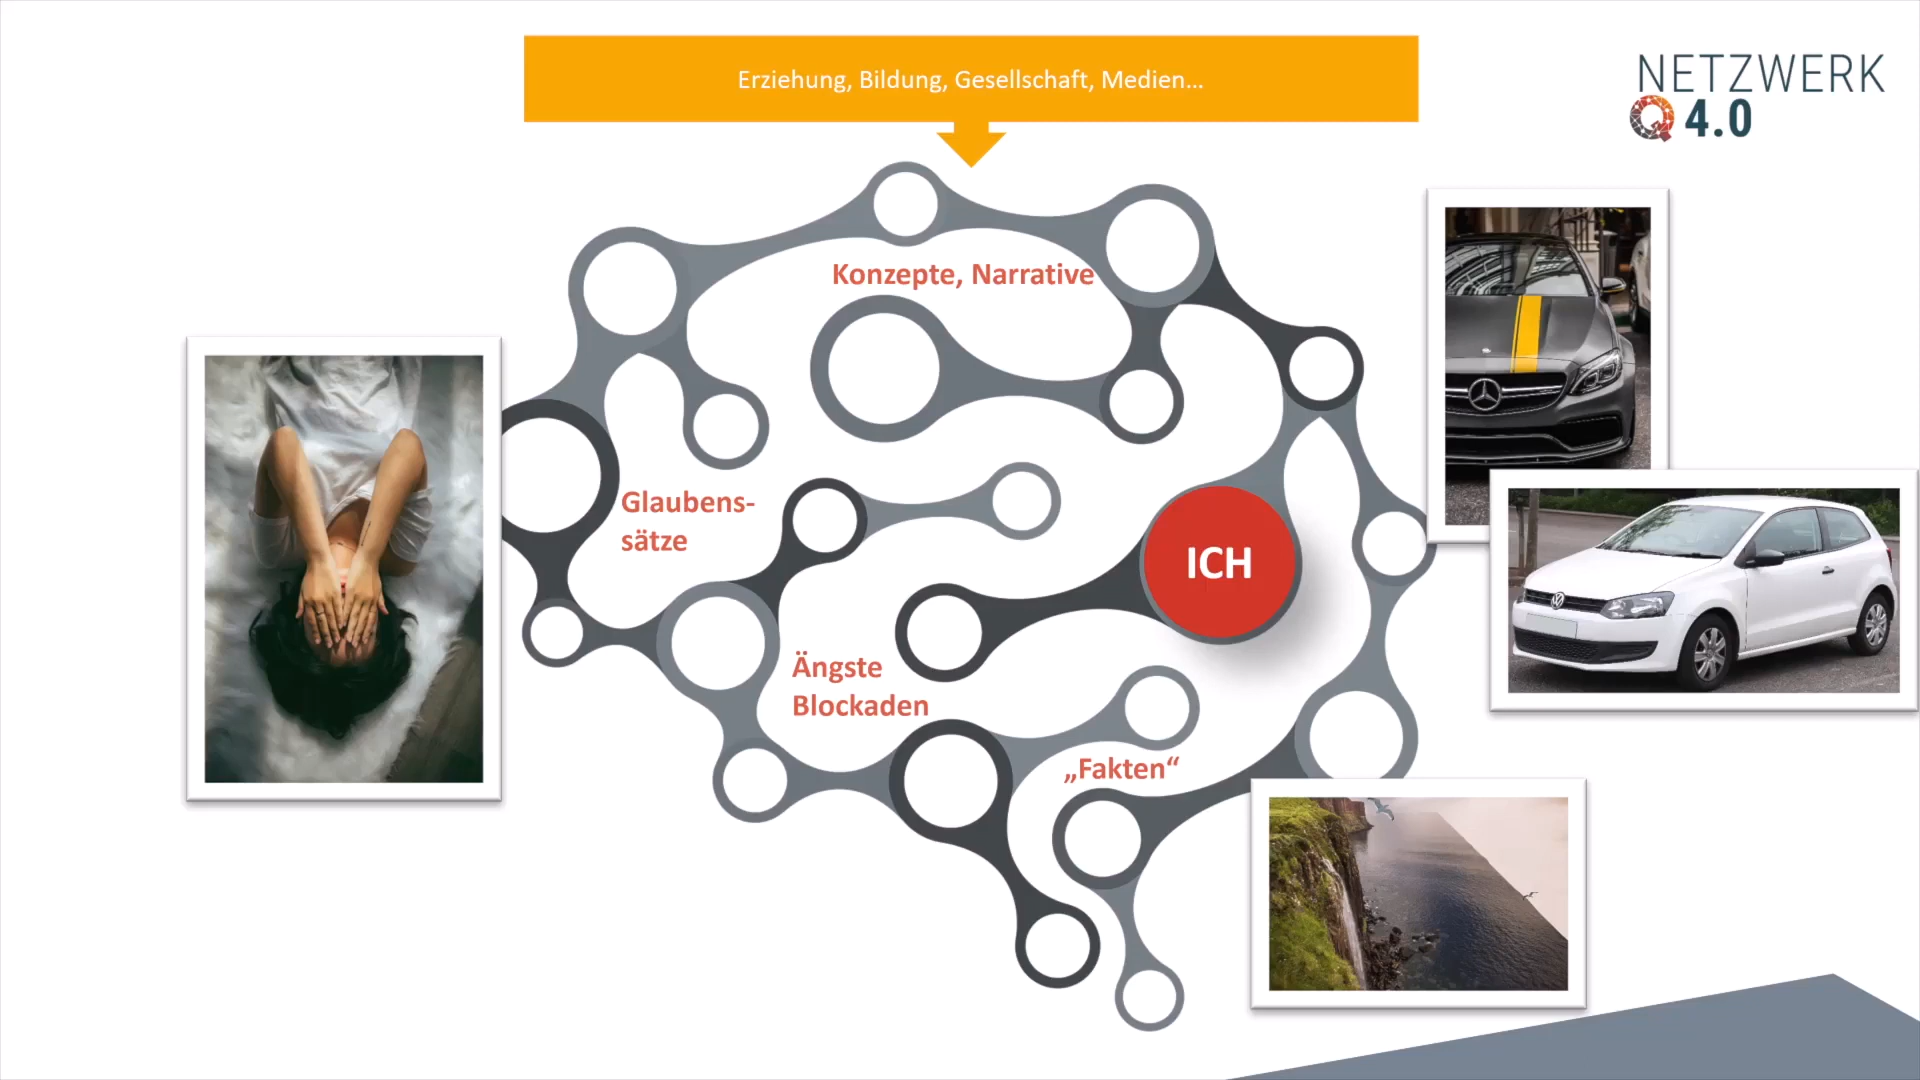 Erziehung, Bildung, Gesellschaft, Medien...
NETZWERK
Q 4.0
Konzepte, Narrative
Glaubens-
sätze
ICH
Ängste
Blockaden
„Fakten“